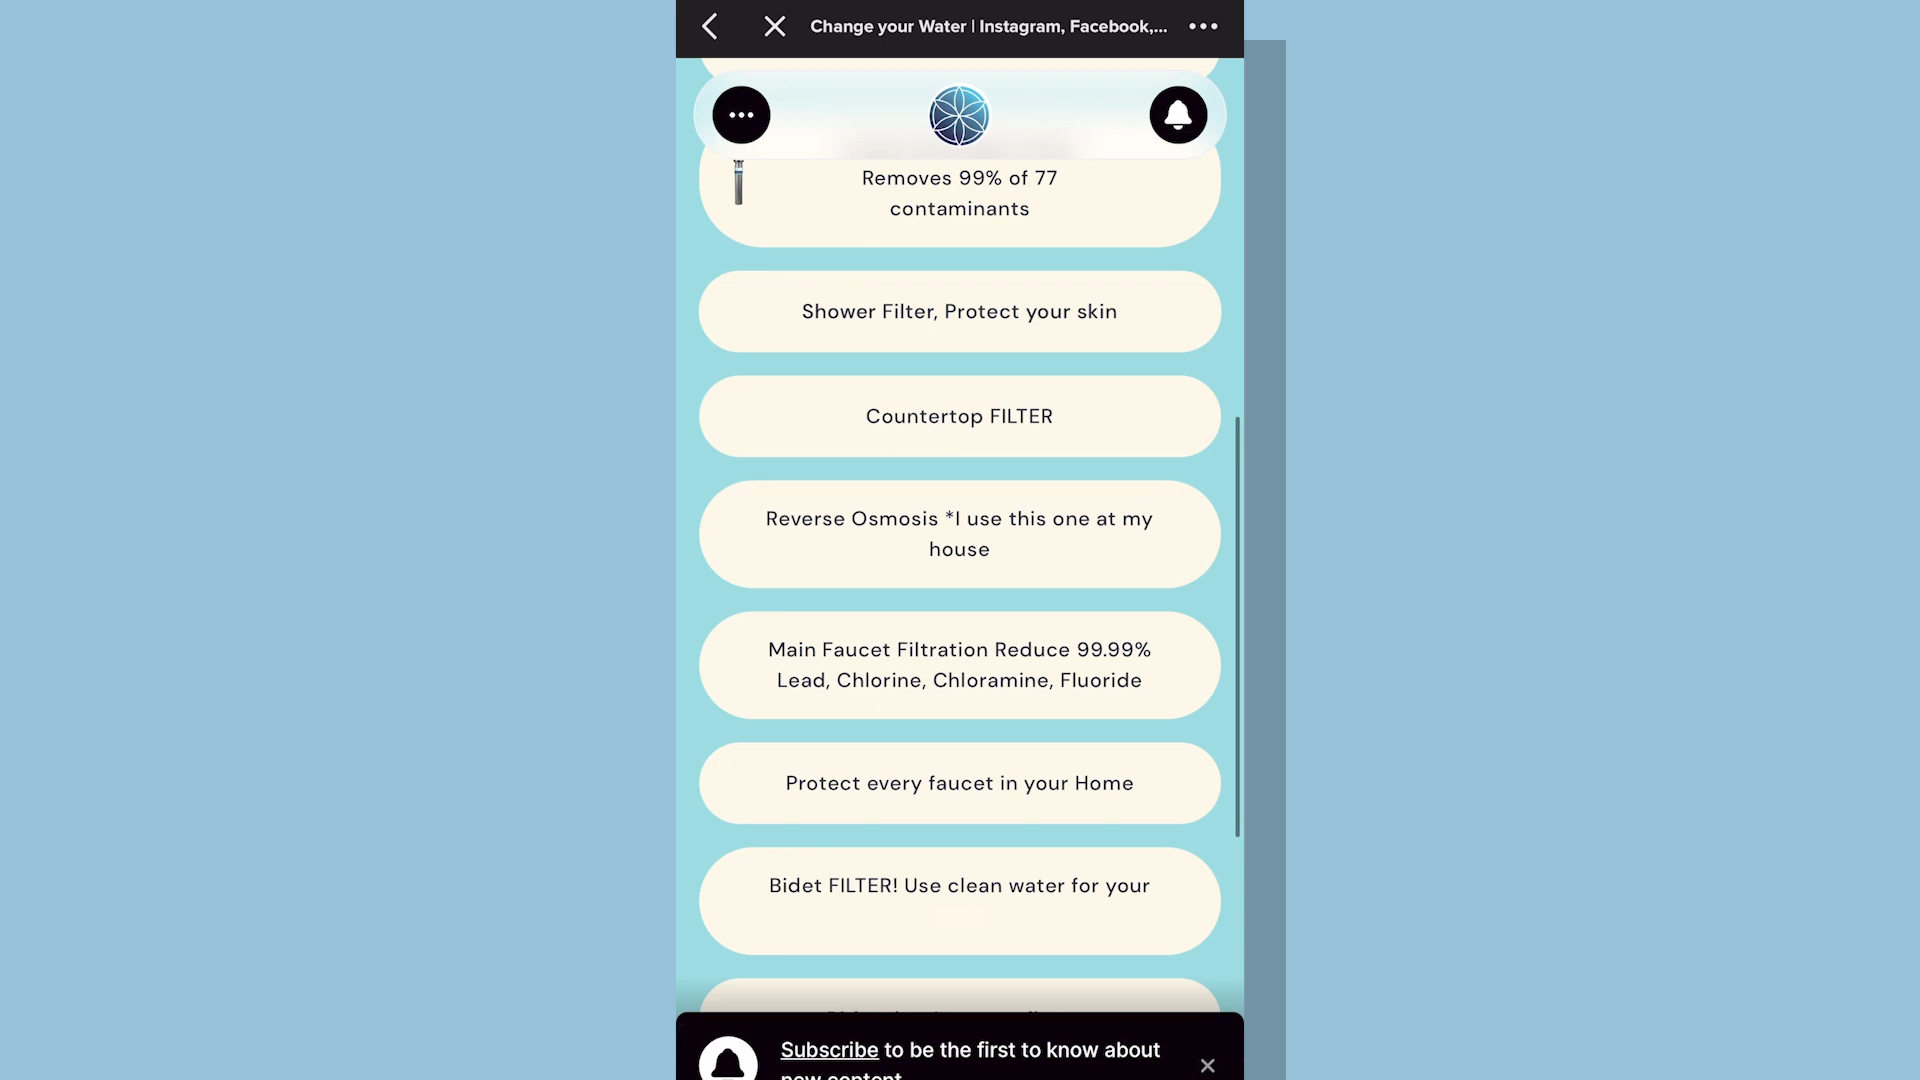 Change your Water | Instagram, Facebook,...
Removes 99% of 77
contaminants
Shower Filter, Protect your skin
Countertop FILTER
Reverse Osmosis *I use this one at my
house
Main Faucet Filtration Reduce 99.99%
Lead, Chlorine, Chloramine, Fluoride
Protect every faucet in your Home
Bidet FILTER! Use clean water for your
Subscribe to be the first to know about
new content